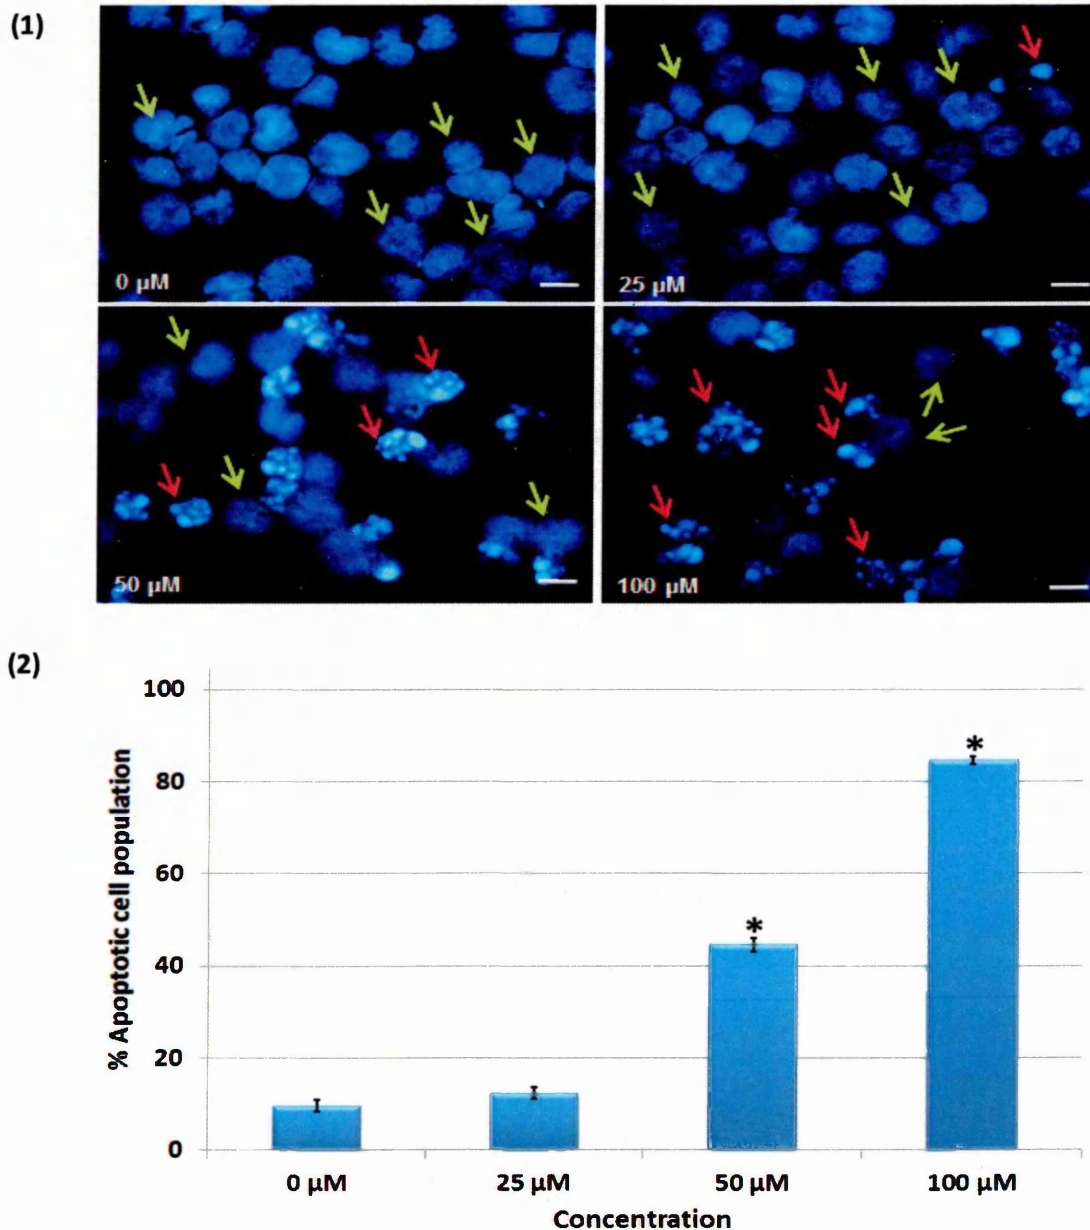 (1)
0 μM
25 μM
50 μM
100 μM
(2)
100
80
60
40
20
0
% Apoptotic cell population
*
*
0 μM
25 μM
50 μM
100 μM
Concentration